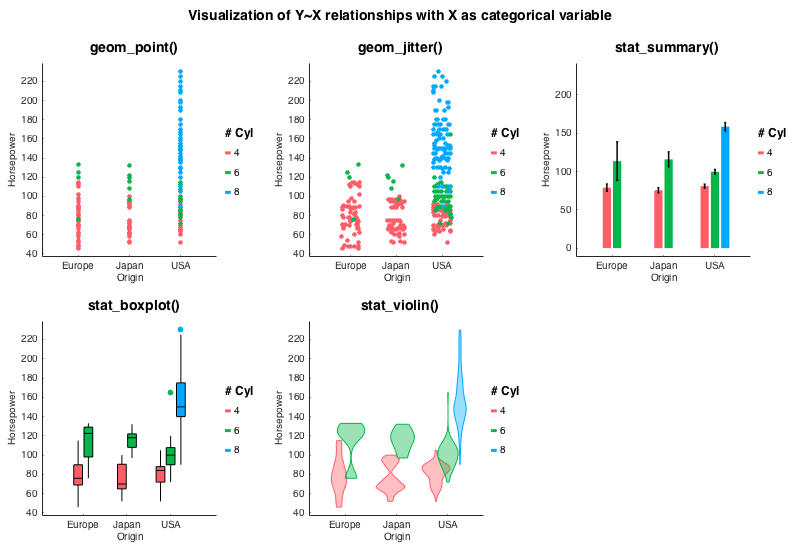 Visualization of Y~X relationships with X as categorical variable
geom_point()
Horsepower
220
200
180
160
140
120
100
80
60
40
Europe Japan USA
Origin
# Cyl
4
6
8
geom_jitter()
Horsepower
220
200
180
160
140
120
100
80
60
40
Europe Japan USA
Origin
# Cyl
4
6
8
stat_summary()
Horsepower
200
150
100
50
0
Europe Japan USA
Origin
# Cyl
4
6
8
stat_boxplot()
Horsepower
220
200
180
160
140
120
100
80
60
40
Europe Japan USA
Origin
# Cyl
4
6
8
stat_violin()
Horsepower
220
200
180
160
140
120
100
80
60
40
Europe Japan USA
Origin
# Cyl
4
6
8